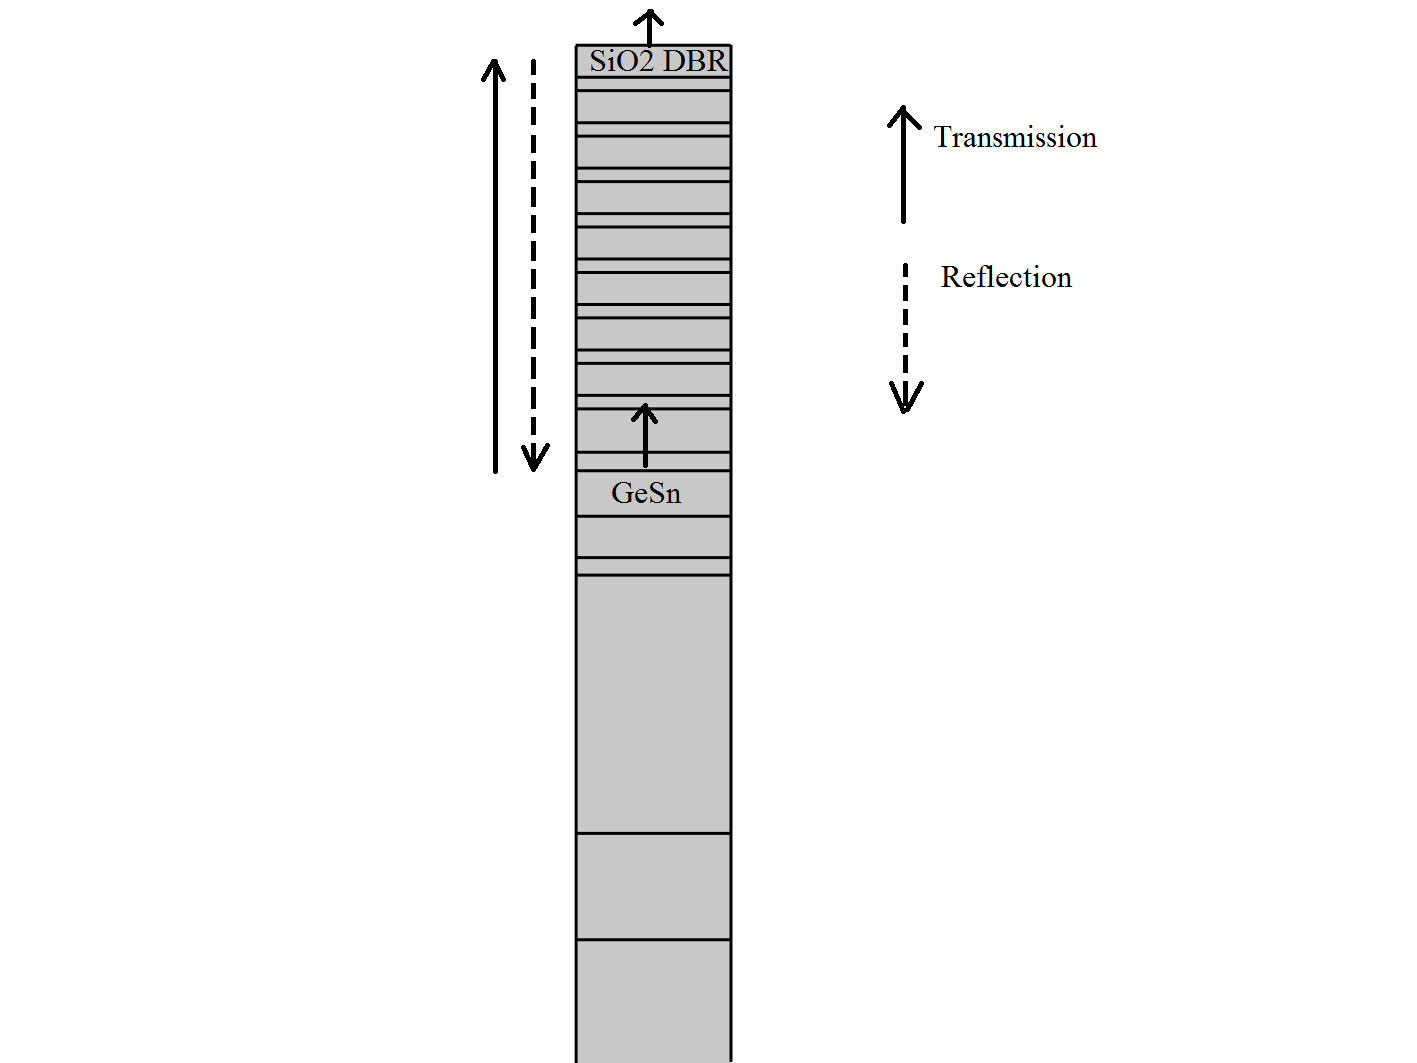 SiO2 DBR
Transmission
Reflection
GeSn